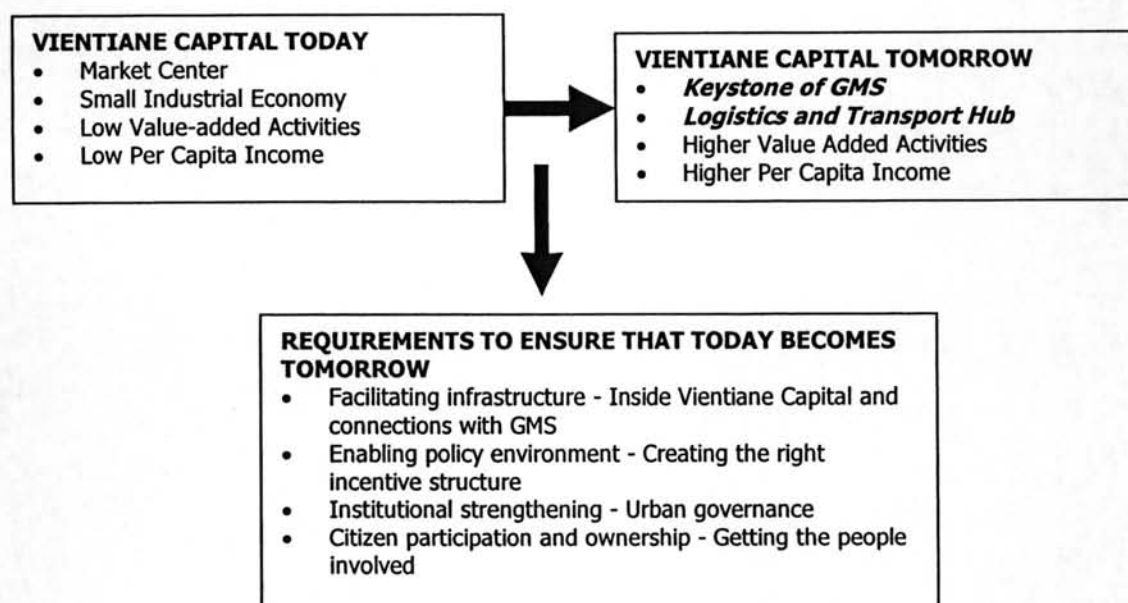 VIENTIANE CAPITAL TODAY
• Market Center
• Small Industrial Economy
• Low Value-added Activities
• Low Per Capita Income
VIENTIANE CAPITAL TOMORROW
• Keystone of GMS
• Logistics and Transport Hub
• Higher Value Added Activities
• Higher Per Capita Income
REQUIREMENTS TO ENSURE THAT TODAY BECOMES
TOMORROW
• Facilitating infrastructure - Inside Vientiane Capital and
connections with GMS
• Enabling policy environment - Creating the right
incentive structure
• Institutional strengthening - Urban governance
• Citizen participation and ownership - Getting the people
involved